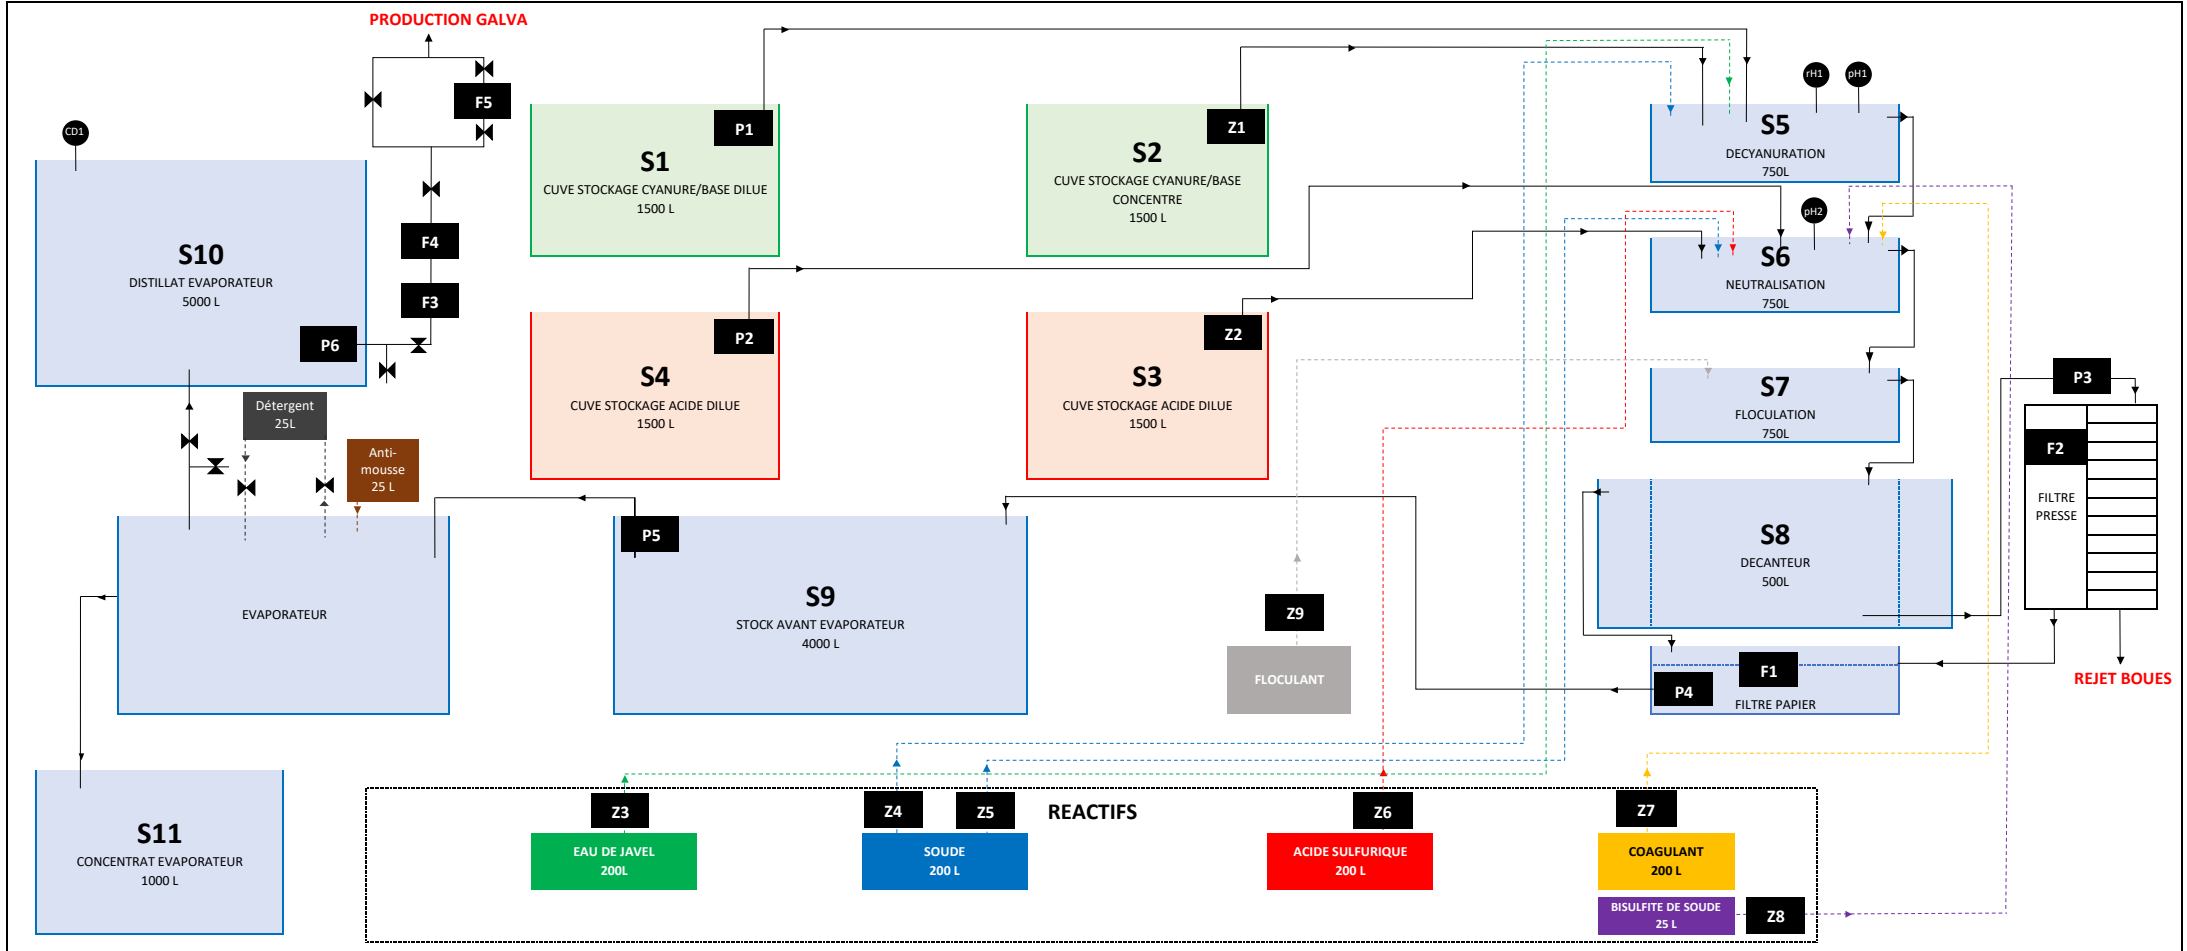 PRODUCTION GALVA
F5
CD1
F4
F3
S10
DISTILLAT EVAPORATEUR
5000 L
P6
P1
S1
CUVE STOCKAGE CYANURE/BASE DILUE
1500 L
Z1
S2
CUVE STOCKAGE CYANURE/BASE
CONCENTRE
1500 L
rH1
pH1
S5
DECYANURATION
750L
P2
S4
CUVE STOCKAGE ACIDE DILUE
1500 L
Z2
S3
CUVE STOCKAGE ACIDE DILUE
1500 L
pH2
S6
NEUTRALISATION
750L
S7
FLOCULATION
750L
P3
F2
FILTRE
PRESSE
Détergent
25L
Anti-
mousse
25 L
EVAPORATEUR
P5
S9
STOCK AVANT EVAPORATEUR
4000 L
Z9
FLOCULANT
S8
DECANTEUR
500L
F1
P4
FILTRE PAPIER
REJET BOUES
S11
CONCENTRAT EVAPORATEUR
1000 L
REACTIFS
Z3
EAU DE JAVEL
200L
Z4
Z5
SOUDE
200 L
Z6
ACIDE SULFURIQUE
200 L
Z7
COAGULANT
200 L
BISULFITE DE SOUDE
25 L
Z8